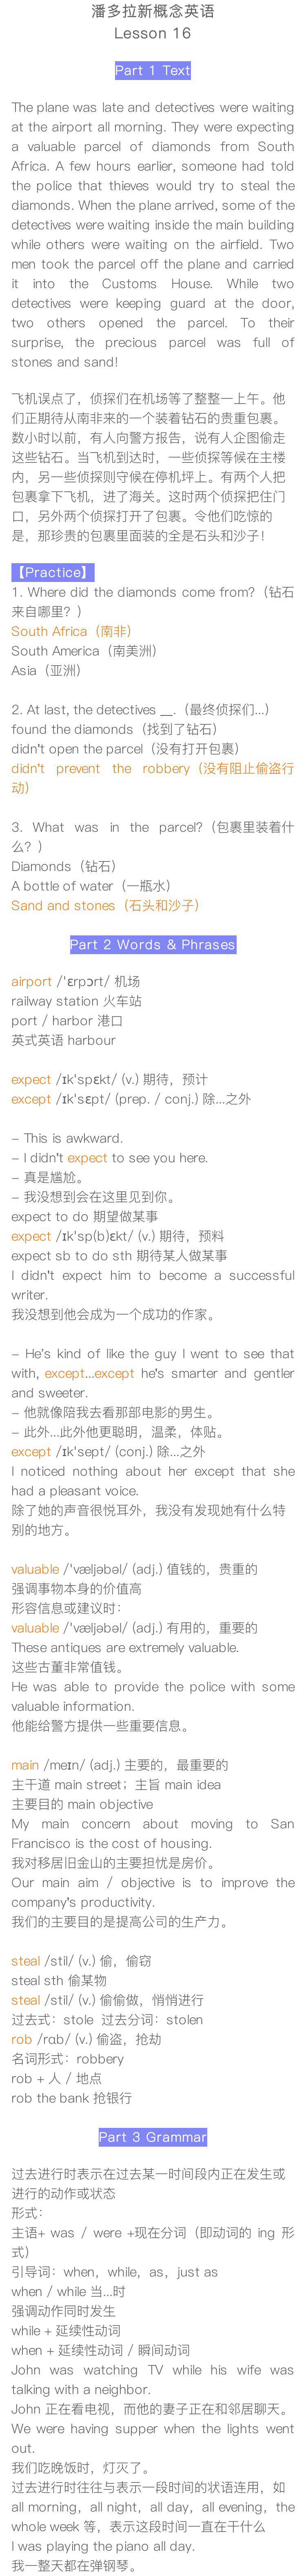 潘多拉新概念英语
Lesson 16
Part 1 Text
The plane was late and detectives were waiting
at the airport all morning. They were expecting
a valuable parcel of diamonds from South
Africa. A few hours earlier, someone had told
the police that thieves would try to steal the
diamonds. When the plane arrived, some of the
detectives were waiting inside the main building
while others were waiting on the airfield. Two
men took the parcel off the plane and carried
it into the Customs House. While two
detectives were keeping guard at the door,
two others opened the parcel. To their
surprise, the precious parcel was full of
stones and sand!
飞机误点了，侦探们在机场等了整整一上午。他
们正期待从南非来的一个装着钻石的贵重包裹。
数小时以前，有人向警方报告，说有人企图偷走
这些钻石。当飞机到达时，一些侦探等候在主楼
内，另一些侦探则守候在停机坪上。有两个人把
包裹拿下飞机，进了海关。这时两个侦探把住门
口，另外两个侦探打开了包裹。令他们吃惊的
是，那珍贵的包裹里面装的全是石头和沙子！
【Practice】
1. Where did the diamonds come from?（钻石
来自哪里？）
South Africa（南非）
South America（南美洲）
Asia（亚洲）
2. At last, the detectives __.（最终侦探们...）
found the diamonds（找到了钻石）
didn't open the parcel（没有打开包裹）
didn't prevent the robbery（没有阻止偷盗行
动）
3. What was in the parcel?（包裹里装着什
么？）
Diamonds（钻石）
A bottle of water（一瓶水）
Sand and stones（石头和沙子）
Part 2 Words & Phrases
airport /'ɛrpɔrt/ 机场
railway station 火车站
port / harbor 港口
英式英语 harbour
expect /ɪk'spɛkt/ (v.) 期待，预计
except /ɪk'sɛpt/ (prep. / conj.) 除...之外
– This is awkward.
– I didn't expect to see you here.
– 真是尴尬。
– 我没想到会在这里见到你。
expect to do 期望做某事
expect /ɪk'sp(b)ɛkt/ (v.) 期待，预料
expect sb to do sth 期待某人做某事
I didn't expect him to become a successful
writer.
我没想到他会成为一个成功的作家。
– He's kind of like the guy I went to see that
with, except...except he's smarter and gentler
and sweeter.
– 他就像陪我去看那部电影的男生。
– 此外...此外他更聪明，温柔，体贴。
except /ɪk'sept/ (conj.) 除...之外
I noticed nothing about her except that she
had a pleasant voice.
除了她的声音很悦耳外，我没有发现她有什么特
别的地方。
valuable /'væljəbəl/ (adj.) 值钱的，贵重的
强调事物本身的价值高
形容信息或建议时：
valuable /'væljəbəl/ (adj.) 有用的，重要的
These antiques are extremely valuable.
这些古董非常值钱。
He was able to provide the police with some
valuable information.
他能给警方提供一些重要信息。
main /meɪn/ (adj.) 主要的，最重要的
主干道 main street；主旨 main idea
主要目的 main objective
My main concern about moving to San
Francisco is the cost of housing.
我对移居旧金山的主要担忧是房价。
Our main aim / objective is to improve the
company's productivity.
我们的主要目的是提高公司的生产力。
steal /stil/ (v.) 偷，偷窃
steal sth 偷某物
steal /stil/ (v.) 偷偷做，悄悄进行
过去式：stole 过去分词：stolen
rob /rɑb/ (v.) 偷盗，抢劫
名词形式：robbery
rob + 人 / 地点
rob the bank 抢银行
Part 3 Grammar
过去进行时表示在过去某一时间段内正在发生或
进行的动作或状态
形式：
主语+ was / were +现在分词（即动词的 ing 形
式）
引导词：when，while，as，just as
when / while 当...时
强调动作同时发生
while + 延续性动词
when + 延续性动词 / 瞬间动词
John was watching TV while his wife was
talking with a neighbor.
John 正在看电视，而他的妻子正在和邻居聊天。
We were having supper when the lights went
out.
我们吃晚饭时，灯灭了。
过去进行时往往与表示一段时间的状语连用，如
all morning，all night，all day，all evening，the
whole week 等，表示这段时间一直在干什么
I was playing the piano all day.
我一整天都在弹钢琴。